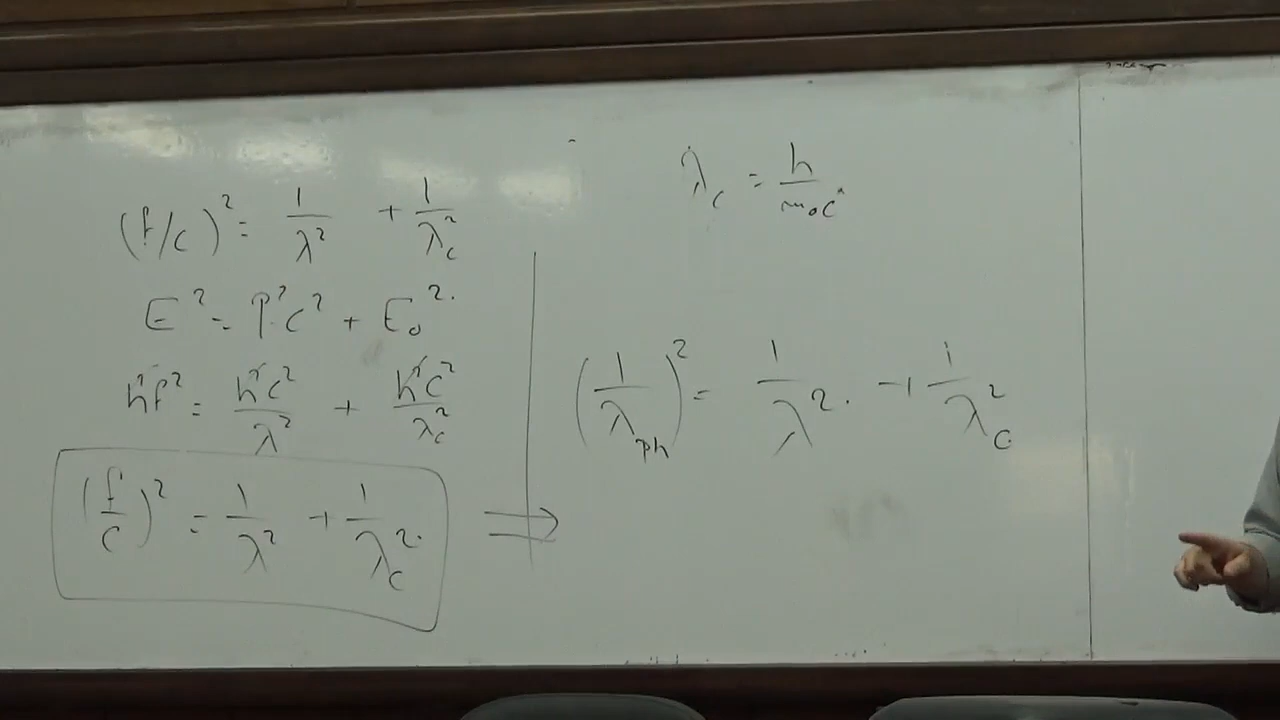 (f/c)² = 1/λ² + 1/λc²
E² = P²c² + E₀²
h²f² = h²c²/λ² + h²c²/λc²
(f/c)² = 1/λ² + 1/λc² ⇒
λc = h/m₀c
(1/λph)² = 1/λ² + 1/λc²